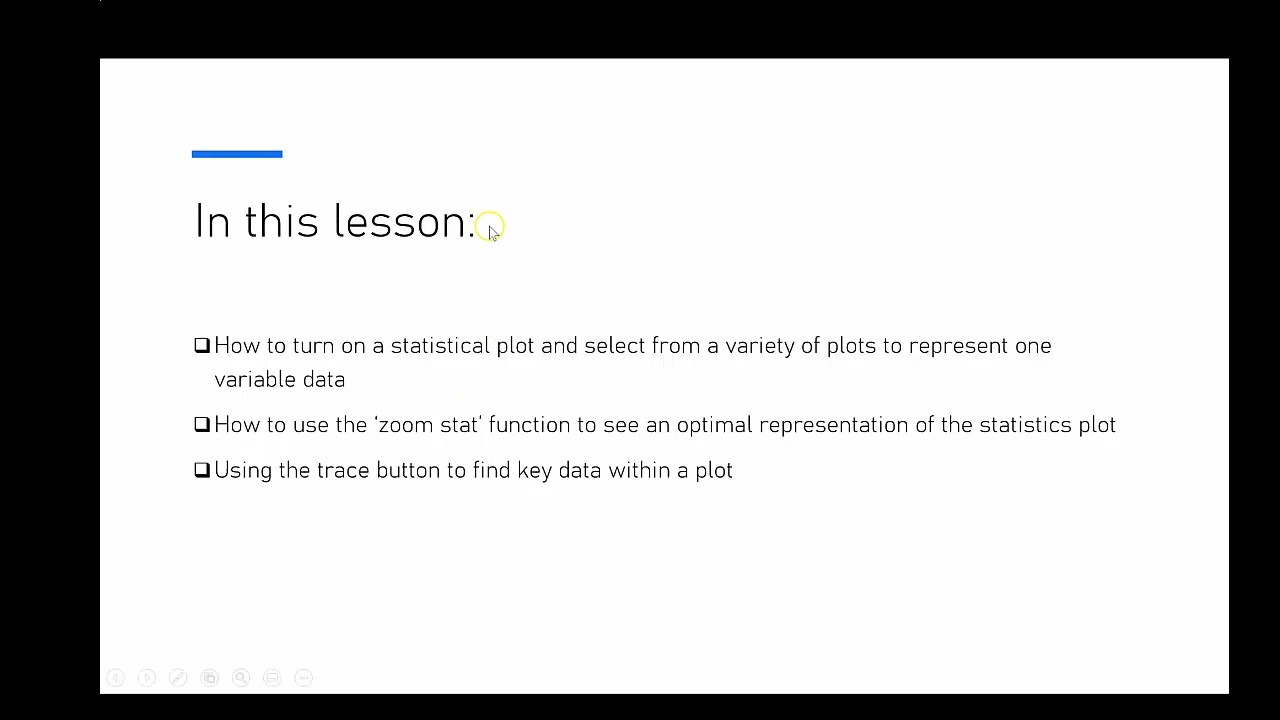 In this lesson:
How to turn on a statistical plot and select from a variety of plots to represent one
variable data
How to use the ‘zoom stat’ function to see an optimal representation of the statistics plot
Using the trace button to find key data within a plot